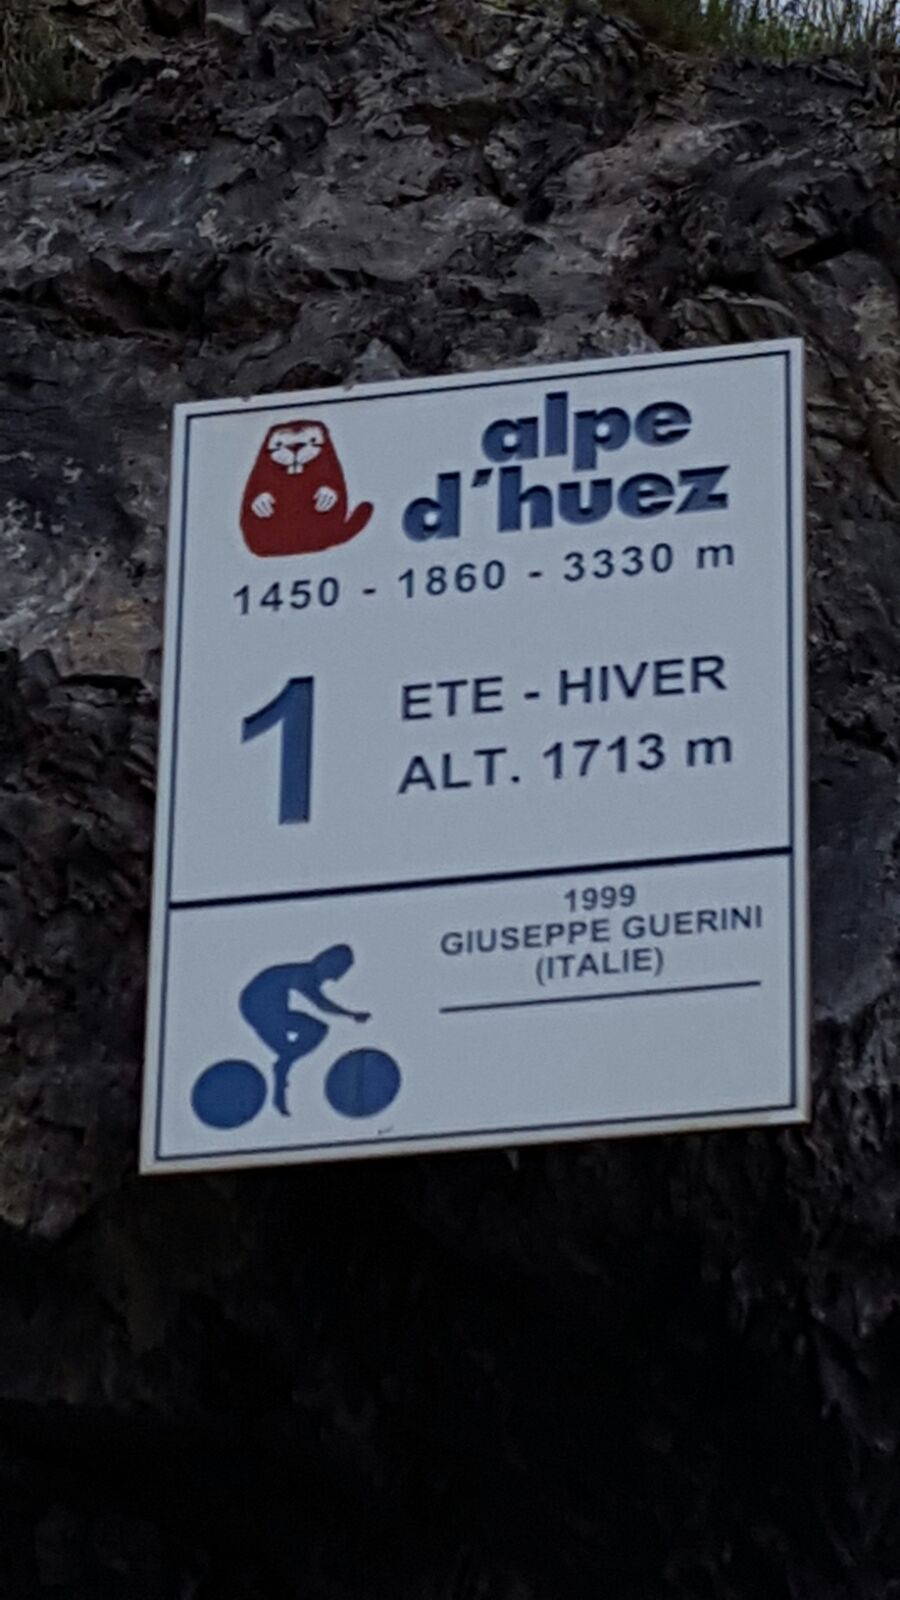 alpe
d'huez
1450 - 1860 - 3330 m
1
ETE - HIVER
ALT. 1713 m
1999
GIUSEPPE GUERINI
(ITALIE)